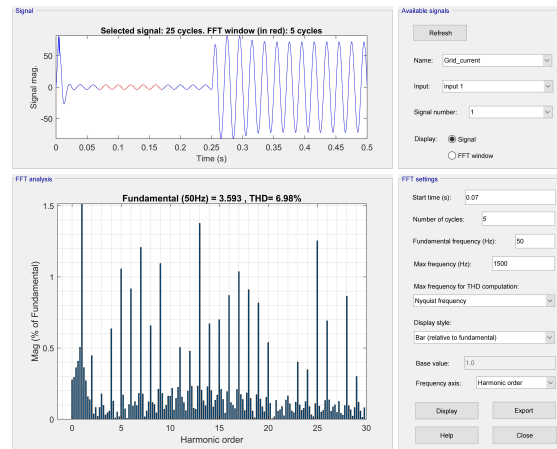 Signal
Selected signal: 25 cycles. FFT window (in red): 5 cycles
Signal mag.
50
0
-50
0 0.05 0.1 0.15 0.2 0.25 0.3 0.35 0.4 0.45 0.5
Time (s)
Available signals
Refresh
Name: Grid_current
Input: input 1
Signal number: 1
Display: Signal
FFT window
FFT analysis
Fundamental (50Hz) = 3.593 , THD= 6.98%
Mag (% of Fundamental)
1.5
1
0.5
0
0 5 10 15 20 25 30
Harmonic order
FFT settings
Start time (s): 0.07
Number of cycles: 5
Fundamental frequency (Hz): 50
Max frequency (Hz): 1500
Max frequency for THD computation:
Nyquist frequency
Display style:
Bar (relative to fundamental)
Base value: 1.0
Frequency axis: Harmonic order
Display Export
Help Close